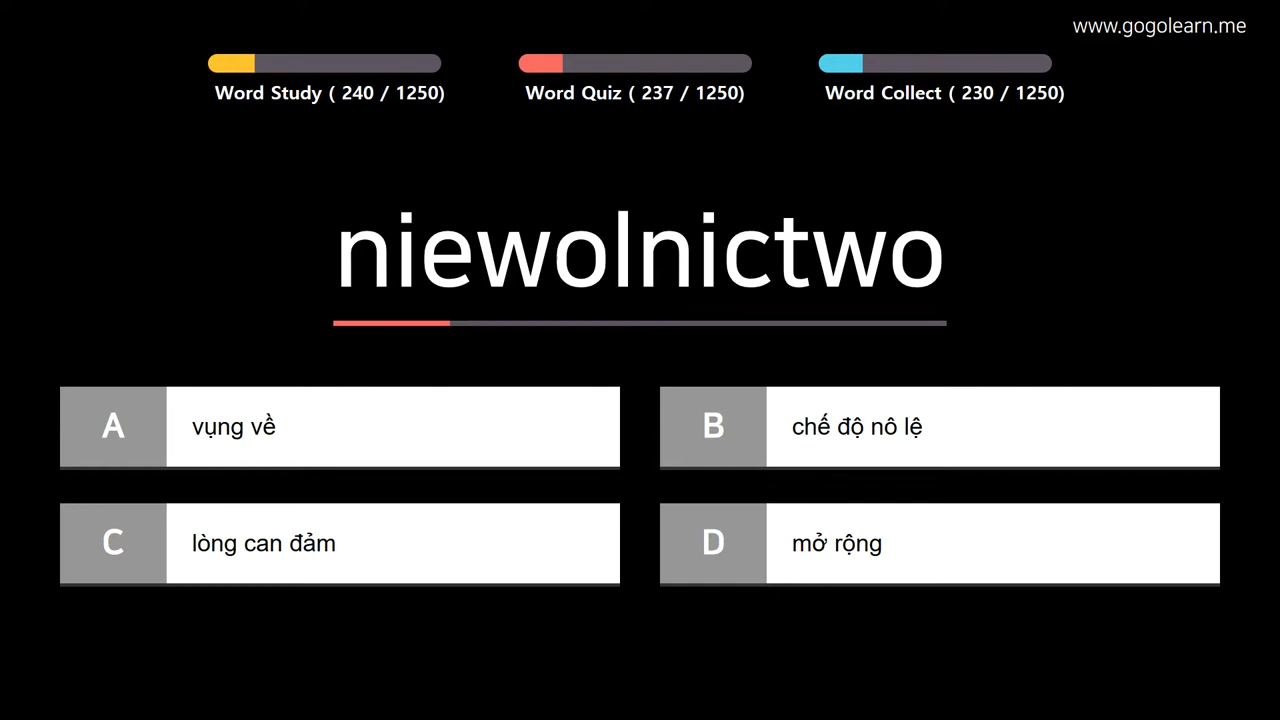 www.gogolearn.me
Word Study ( 240 / 1250)
Word Quiz ( 237 / 1250)
Word Collect ( 230 / 1250)
niewolnictwo
A vụng về
B chế độ nô lệ
C lòng can đảm
D mở rộng